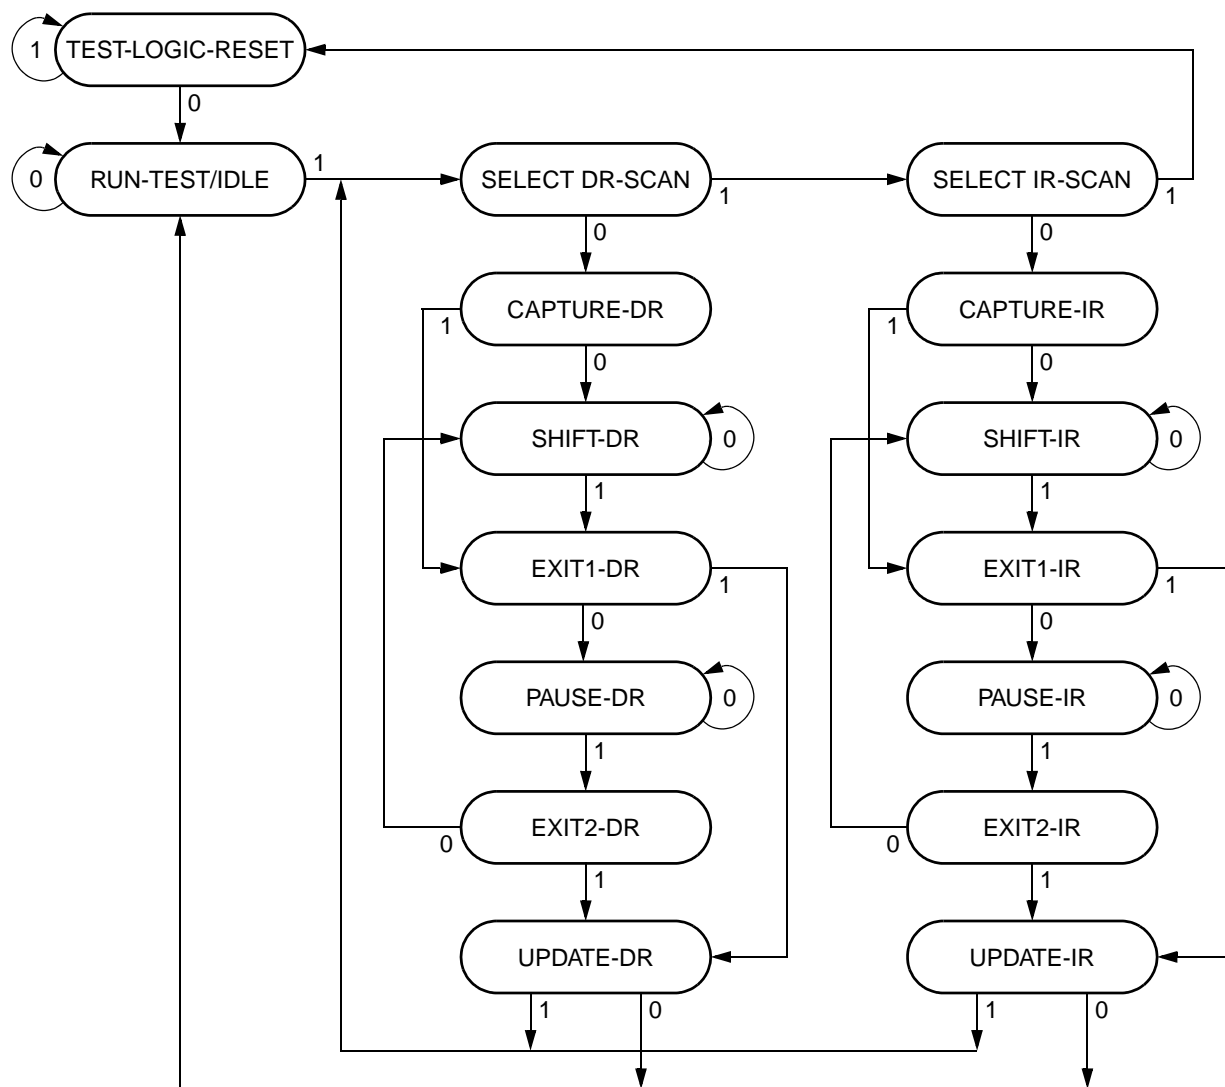 1
TEST-LOGIC-RESET
0
0
RUN-TEST/IDLE
1
SELECT DR-SCAN
1
SELECT IR-SCAN
1
0
0
CAPTURE-DR
1
0
CAPTURE-IR
1
0
SHIFT-DR
0
1
SHIFT-IR
0
1
EXIT1-DR
1
0
EXIT1-IR
1
0
PAUSE-DR
0
1
PAUSE-IR
0
1
EXIT2-DR
0
1
EXIT2-IR
0
1
UPDATE-DR
1
0
UPDATE-IR
1
0